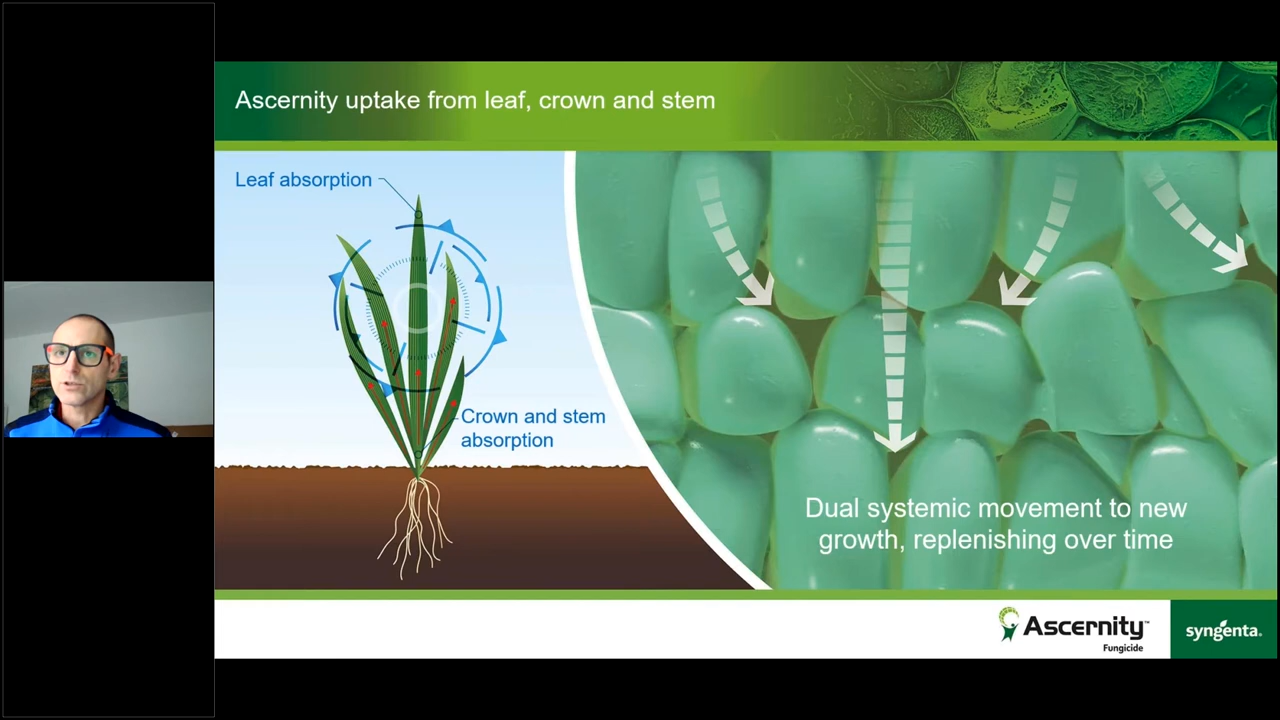 Ascernity uptake from leaf, crown and stem
Leaf absorption
Crown and stem
absorption
Dual systemic movement to new
growth, replenishing over time
Ascernity™
Fungicide
syngenta®